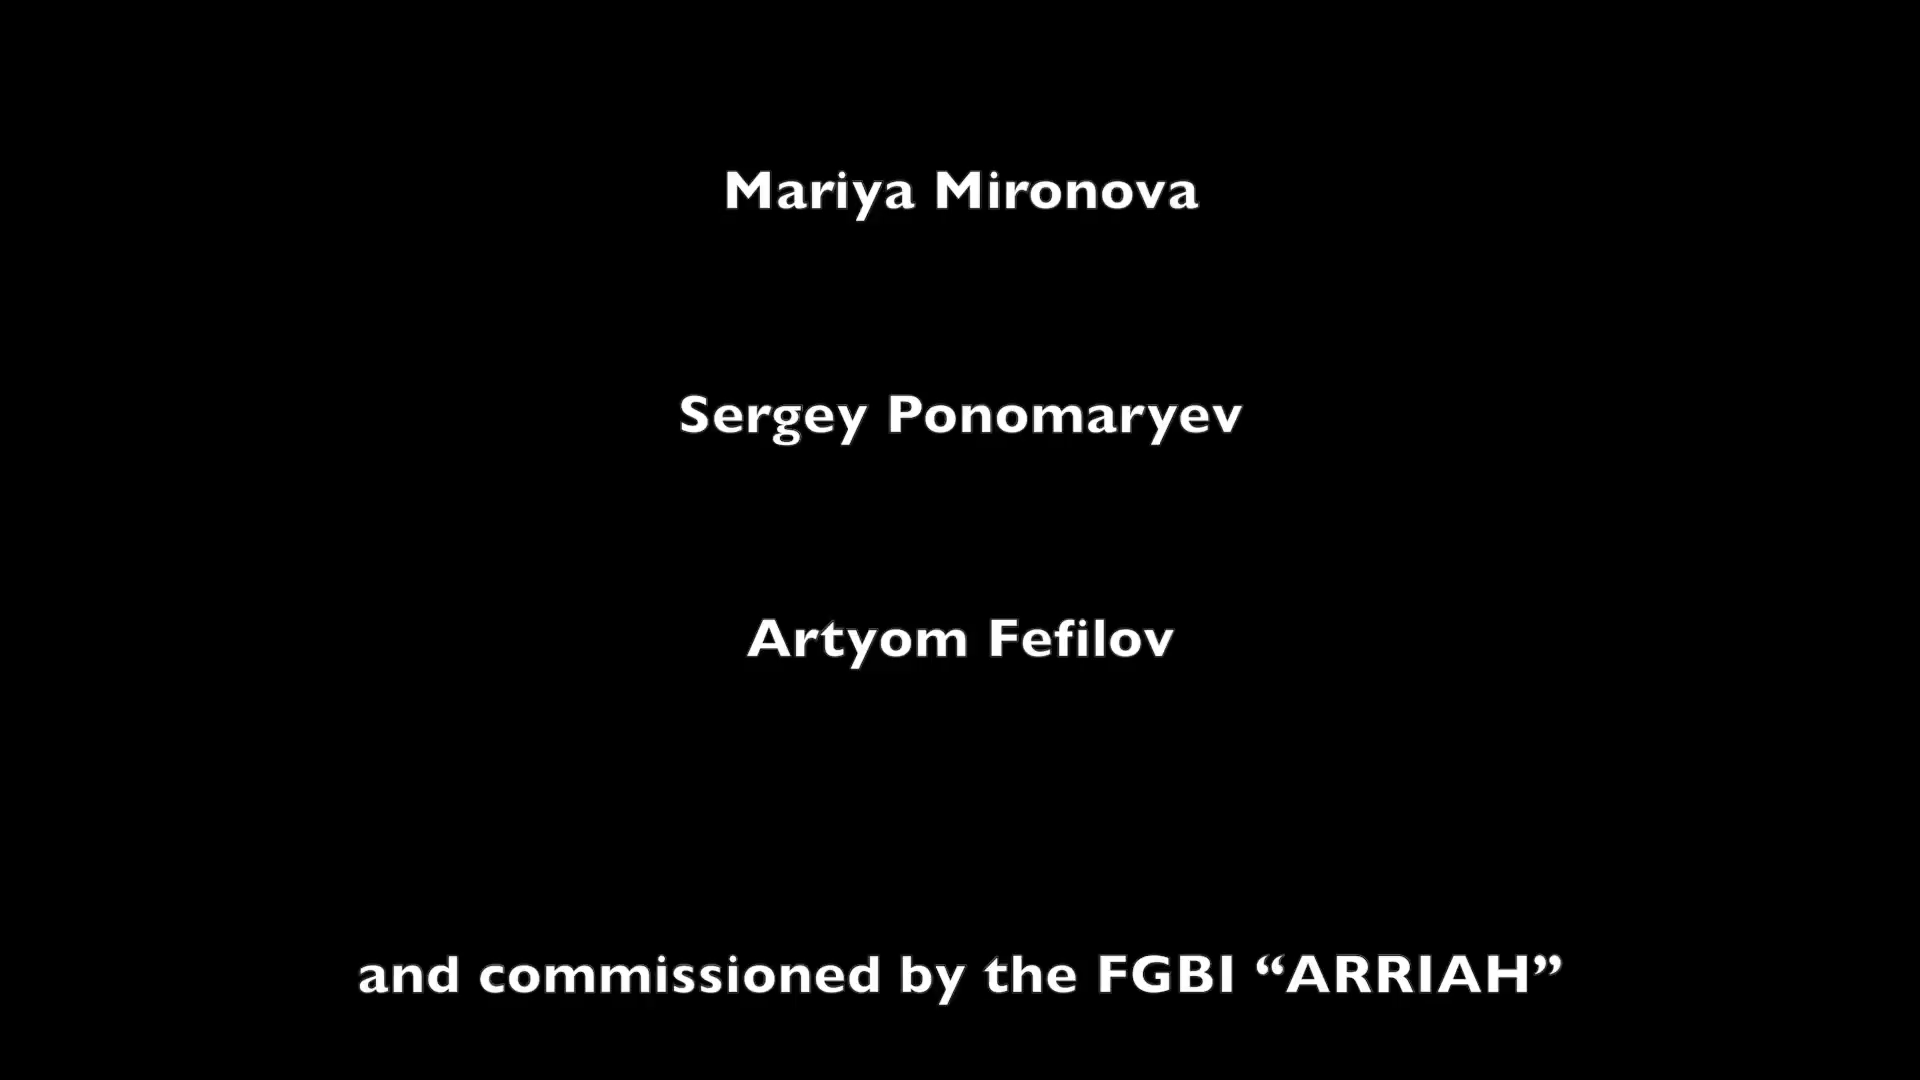 Mariya Mironova
Sergey Ponomaryev
Artyom Fefilov
and commissioned by the FGBI “ARRIAH”